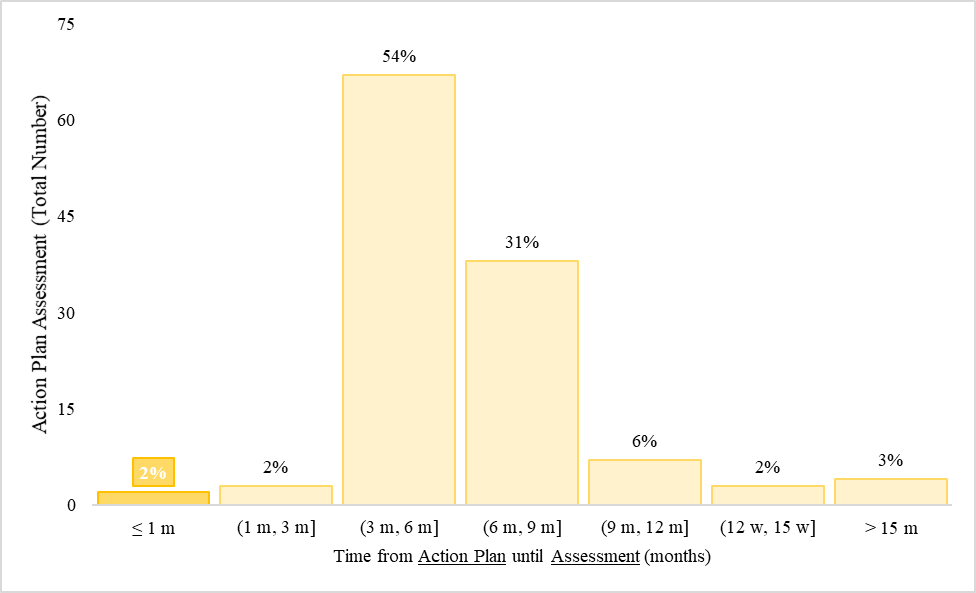 75
54%
Action Plan Assessment (Total Number)
60
45
31%
30
15
6%
2%
2%
2%
3%
0
≤ 1 m
(1 m, 3 m]
(3 m, 6 m]
(6 m, 9 m]
(9 m, 12 m]
(12 w, 15 w]
> 15 m
Time from Action Plan until Assessment (months)